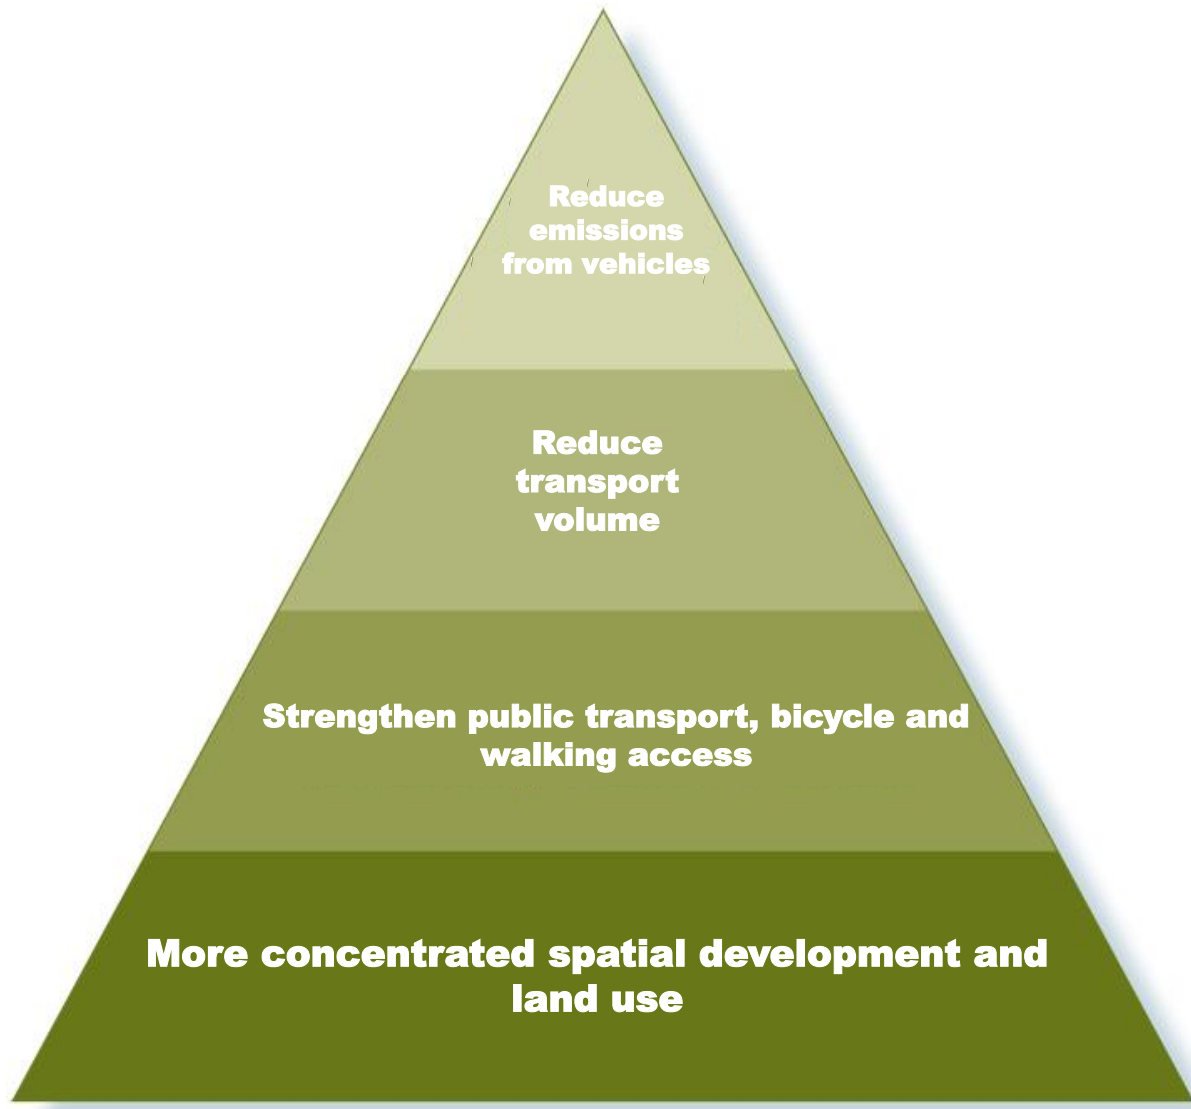 Reduce
emissions
from vehicles
Reduce
transport
volume
Strengthen public transport, bicycle and
walking access
More concentrated spatial development and
land use